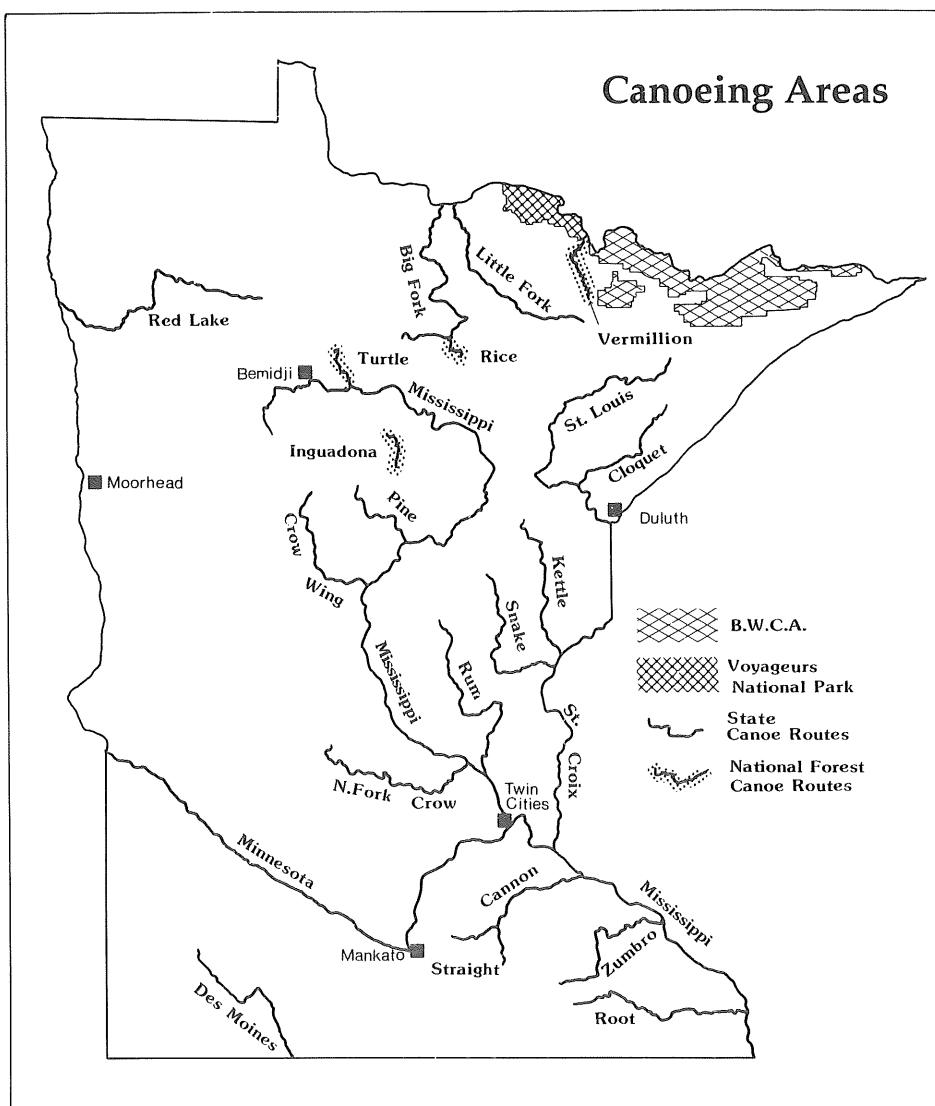 Canoeing Areas
Big Fork
Little Fork
Red Lake
Vermillion
Turtle
Rice
Bemidji
Mississippi
St. Louis
Inguadona
Cloquet
Moorhead
Pine
Duluth
Crow
Wing
Kettle
Snake
B.W.C.A.
Mississippi
Rum
Voyageurs
National Park
St.
Croix
State
Canoe Routes
N.Fork
Crow
Twin
Cities
National Forest
Canoe Routes
Minnesota
Cannon
Mississippi
Mankato
Straight
Zumbro
Des Moines
Root